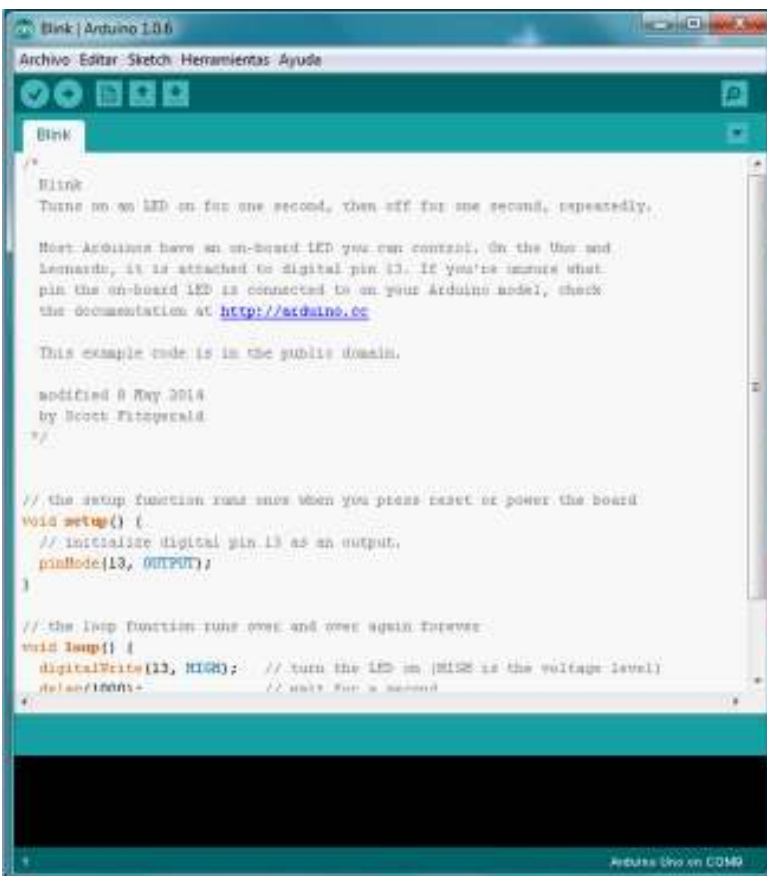 Blink | Arduino 1.0.6
Archivo Editar Sketch Herramientas Ayuda
Blink
/*
Blink
Turns on an LED on for one second, then off for one second, repeatedly.
Most Arduinos have an on-board LED you can control. On the Uno and
Leonardo, it is attached to digital pin 13. If you're unsure what
pin the on-board LED is connected to on your Arduino model, check
the documentation at http://arduino.cc
This example code is in the public domain.
modified 8 May 2014
by Scott Fitzgerald
*/
// the setup function runs once when you press reset or power the board
void setup() {
// initialize digital pin 13 as an output.
pinMode(13, OUTPUT);
}
// the loop function runs over and over again forever
void loop() {
digitalWrite(13, HIGH);   // turn the LED on (HIGH is the voltage level)
delay(1000);              // wait for a second
1
Arduino Uno on COM9